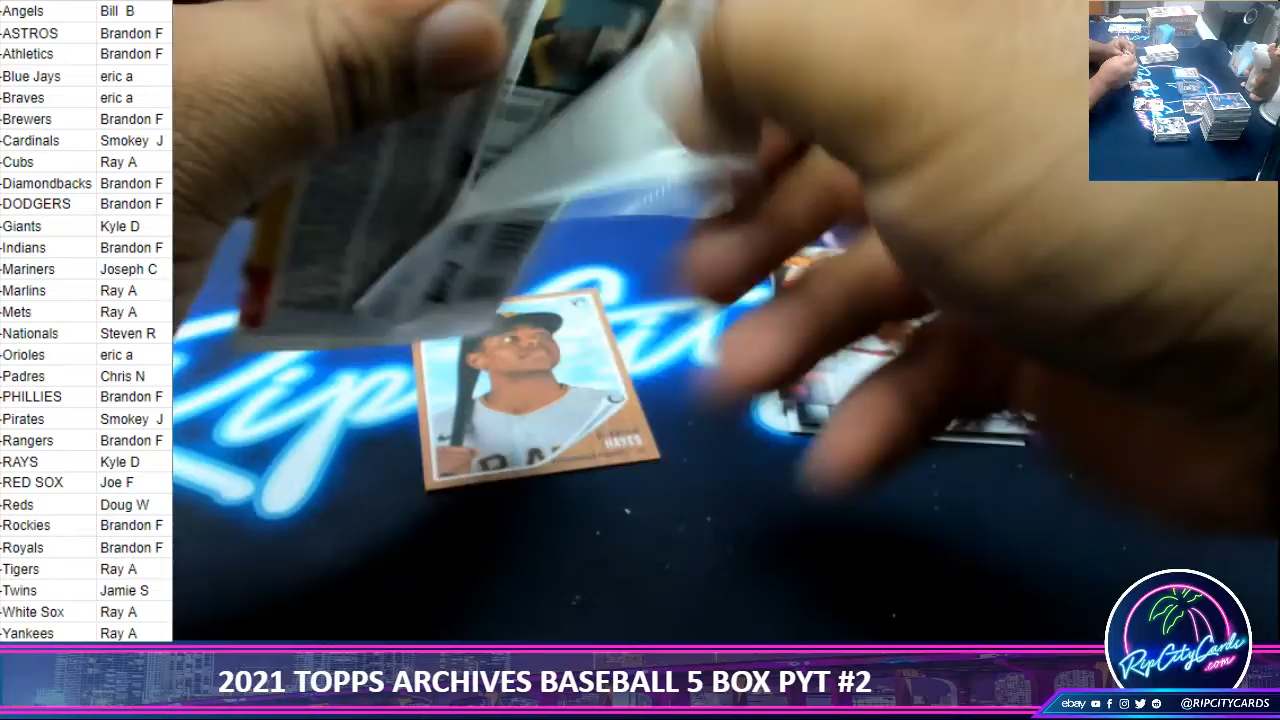 -Angels Bill B
-ASTROS Brandon F
-Athletics Brandon F
-Blue Jays eric a
-Braves eric a
-Brewers Brandon F
-Cardinals Smokey J
-Cubs Ray A
-Diamondbacks Brandon F
-DODGERS Brandon F
-Giants Kyle D
-Indians Brandon F
-Mariners Joseph C
-Marlins Ray A
-Mets Ray A
-Nationals Steven R
-Orioles eric a
-Padres Chris N
-PHILLIES Brandon F
-Pirates Smokey J
-Rangers Brandon F
-RAYS Kyle D
-RED SOX Joe F
-Reds Doug W
-Rockies Brandon F
-Royals Brandon F
-Tigers Ray A
-Twins Jamie S
-White Sox Ray A
-Yankees Ray A
Rip
HAYES
2021 TOPPS ARCHIVES BASEBALL 5 BOX PYT #2
RipCityCards
.com
ebay @RIPCITYCARDS